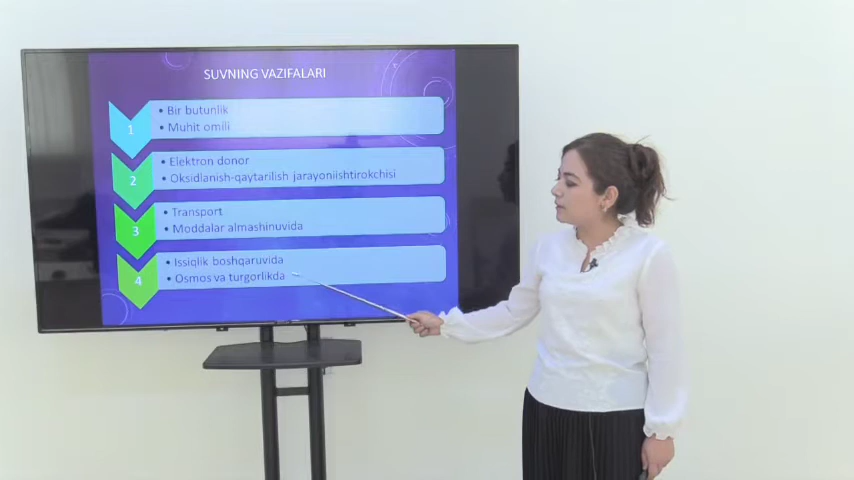 SUVNING VAZIFALARI
1
• Bir butunlik
• Muhit omili
2
• Elektron donor
• Oksidlanish-qaytarilish jarayoniishtirokchisi
3
• Transport
• Moddalar almashinuvida
4
• Issiqlik boshqaruvida
• Osmos va turgorlikda